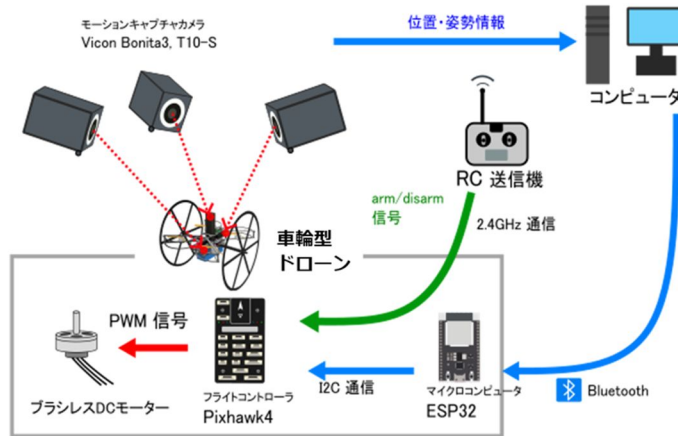 モーションキャプチャカメラ
Vicon Bonita3, T10-S
位置・姿勢情報
コンピュータ
RC 送信機
arm/disarm
信号
2.4GHz 通信
車輪型
ドローン
PWM 信号
ブラシレスDCモーター
フライトコントローラ
Pixhawk4
I2C 通信
マイクロコンピュータ
ESP32
Bluetooth